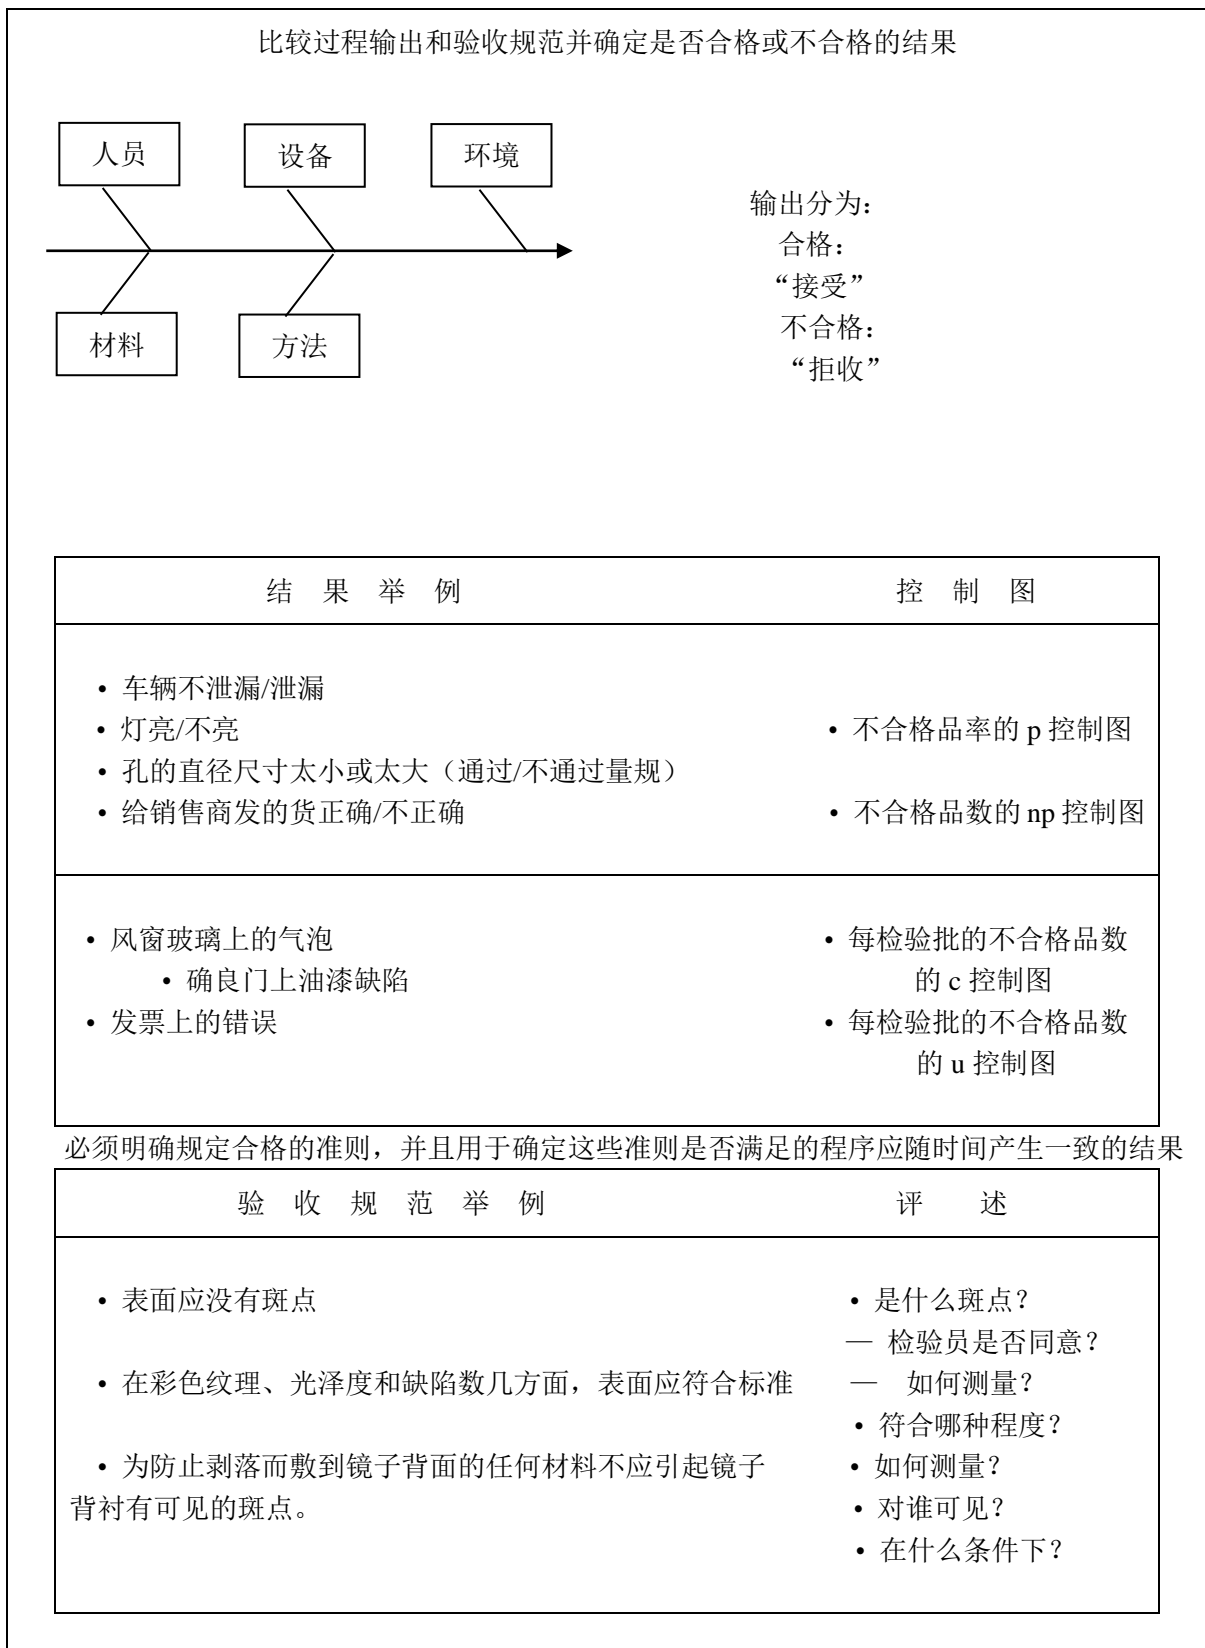 比较过程输出和验收规范并确定是否合格或不合格的结果
人员 设备 环境
输出分为：
合格：
“接受”
不合格：
“拒收”
材料 方法
结 果 举 例 控 制 图
• 车辆不泄漏/泄漏
• 灯亮/不亮 • 不合格品率的 p 控制图
• 孔的直径尺寸太小或太大（通过/不通过量规）
• 给销售商发的货正确/不正确 • 不合格品数的 np 控制图
• 风窗玻璃上的气泡 • 每检验批的不合格品数
• 确良门上油漆缺陷 的 c 控制图
• 发票上的错误 • 每检验批的不合格品数
的 u 控制图
必须明确规定合格的准则，并且用于确定这些准则是否满足的程序应随时间产生一致的结果
验 收 规 范 举 例 评 述
• 表面应没有斑点 • 是什么斑点？
— 检验员是否同意？
• 在彩色纹理、光泽度和缺陷数几方面，表面应符合标准 — 如何测量？
• 符合哪种程度？
• 为防止剥落而敷到镜子背面的任何材料不应引起镜子 • 如何测量？
背衬有可见的斑点。 • 对谁可见？
• 在什么条件下？